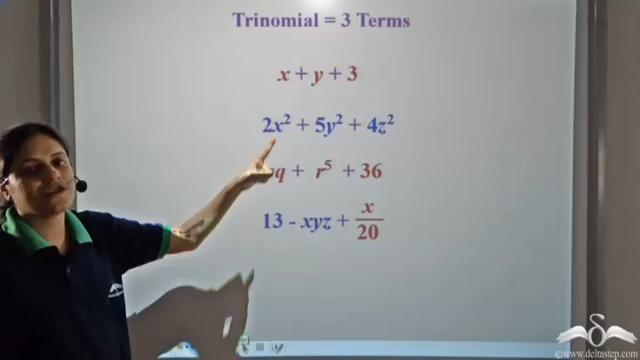 Trinomial = 3 Terms
x + y + 3
2x² + 5y² + 4z²
q + r⁵ + 36
13 - xyz + x/20
©www.deltastep.com